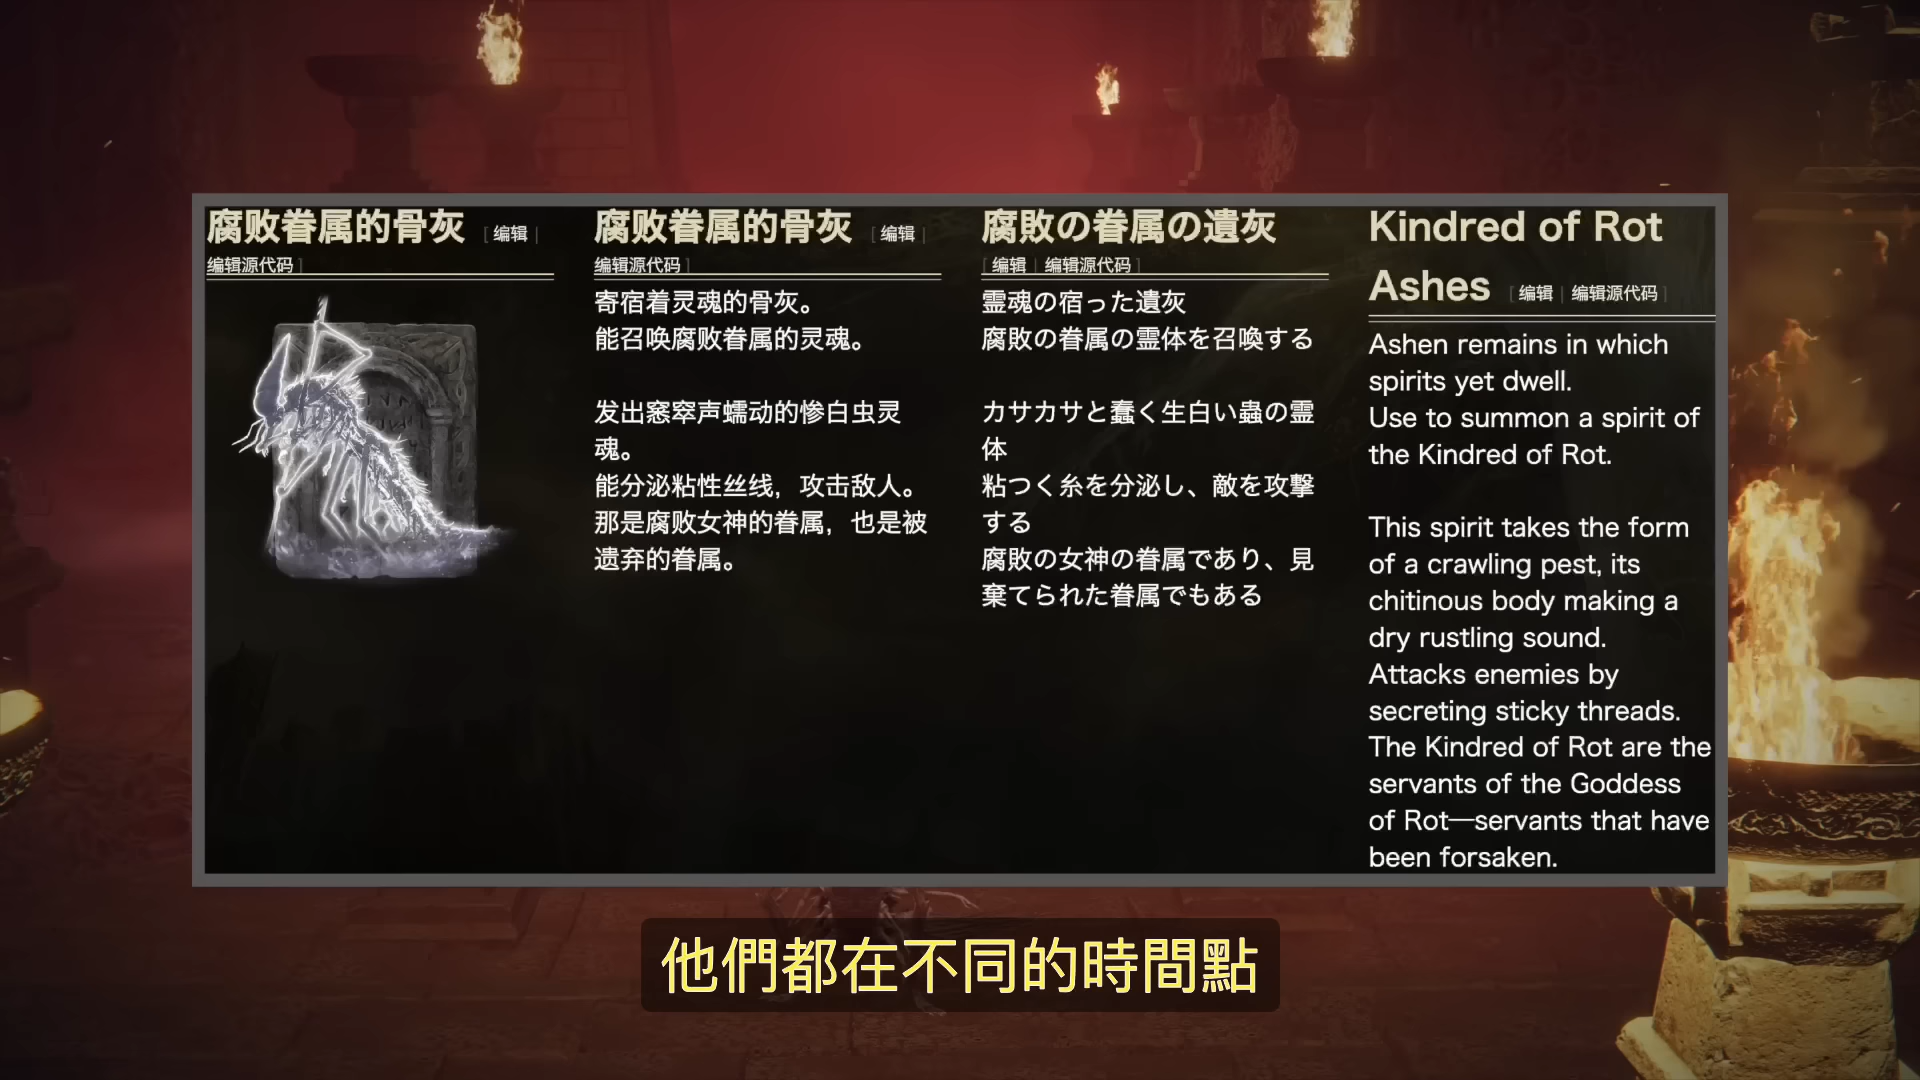 腐败眷属的骨灰 [ 编辑 |
编辑源代码 ]
腐败眷属的骨灰 [ 编辑 |
编辑源代码 ]
寄宿着灵魂的骨灰。
能召唤腐败眷属的灵魂。
发出窸窣声蠕动的惨白虫灵
魂。
能分泌粘性丝线，攻击敌人。
那是腐败女神的眷属，也是被
遗弃的眷属。
腐敗の眷属の遺灰
[ 编辑 | 编辑源代码 ]
霊魂の宿った遺灰
腐敗の眷属の霊体を召喚する
カサカサと蠢く生白い蟲の霊
体
粘つく糸を分泌し、敵を攻撃
する
腐敗の女神の眷属であり、見
棄てられた眷属でもある
Kindred of Rot
Ashes [ 编辑 | 编辑源代码 ]
Ashen remains in which
spirits yet dwell.
Use to summon a spirit of
the Kindred of Rot.
This spirit takes the form
of a crawling pest, its
chitinous body making a
dry rustling sound.
Attacks enemies by
secreting sticky threads.
The Kindred of Rot are the
servants of the Goddess
of Rot—servants that have
been forsaken.
他們都在不同的時間點